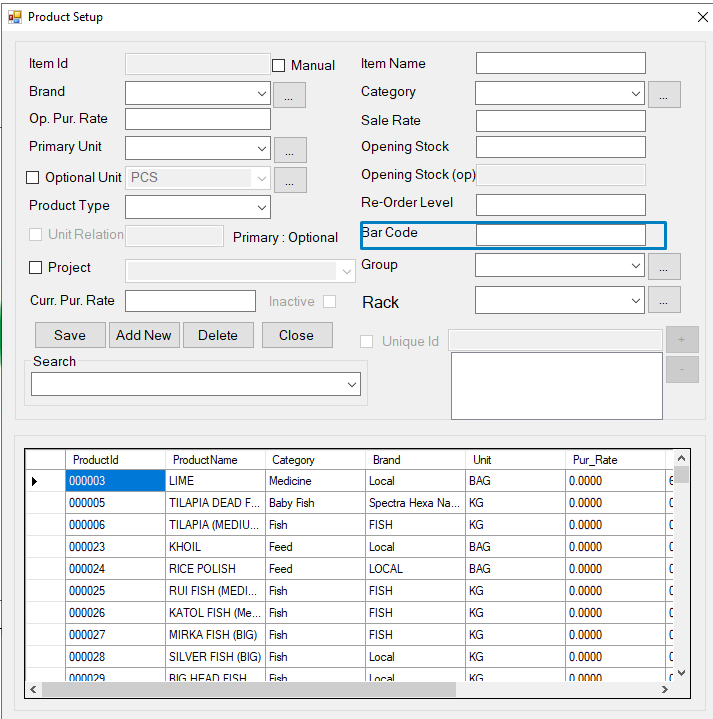 Product Setup
Item Id Manual Item Name
Brand ... Category ...
Op. Pur. Rate Sale Rate
Primary Unit ... Opening Stock
Optional Unit PCS ... Opening Stock (op)
Product Type Re-Order Level
Unit Relation Primary : Optional Bar Code
Project Group ...
Curr. Pur. Rate Inactive Rack ...
Save Add New Delete Close
Unique Id +
-
Search
ProductId ProductName Category Brand Unit Pur_Rate
000003 LIME Medicine Local BAG 0.0000
000005 TILAPIA DEAD F... Baby Fish Spectra Hexa Na... KG 0.0000
000006 TILAPIA (MEDIU... Fish FISH KG 0.0000
000023 KHOIL Feed Local BAG 0.0000
000024 RICE POLISH Feed LOCAL BAG 0.0000
000025 RUI FISH (MEDI... Fish FISH KG 0.0000
000026 KATOL FISH (Me... Fish FISH KG 0.0000
000027 MIRKA FISH (BIG) Fish FISH KG 0.0000
000028 SILVER FISH (BIG) Fish Local KG 0.0000
000029 BIG HEAD FISH Fish Local KG 0.0000